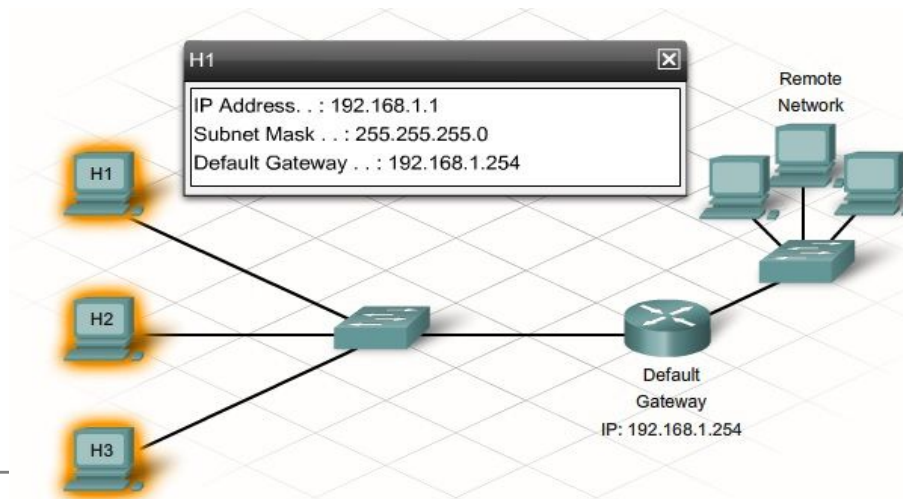 H1
IP Address. . : 192.168.1.1
Subnet Mask . . : 255.255.255.0
Default Gateway . . . : 192.168.1.254
Remote
Network
H1
H2
H3
Default
Gateway
IP: 192.168.1.254